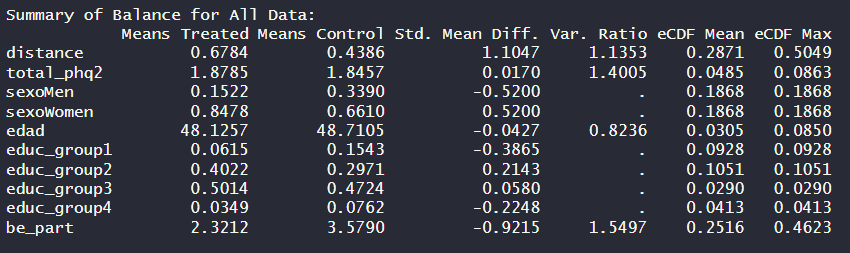 Summary of Balance for All Data:
Means Treated Means Control Std. Mean Diff. Var. Ratio eCDF Mean eCDF Max
distance 0.6784 0.4386 1.1047 1.1353 0.2871 0.5049
total_phq2 1.8785 1.8457 0.0170 1.4005 0.0485 0.0863
sexoMen 0.1522 0.3390 -0.5200 . 0.1868 0.1868
sexoWomen 0.8478 0.6610 0.5200 . 0.1868 0.1868
edad 48.1257 48.7105 -0.0427 0.8236 0.0305 0.0850
educ_group1 0.0615 0.1543 -0.3865 . 0.0928 0.0928
educ_group2 0.4022 0.2971 0.2143 . 0.1051 0.1051
educ_group3 0.5014 0.4724 0.0580 . 0.0290 0.0290
educ_group4 0.0349 0.0762 -0.2248 . 0.0413 0.0413
be_part 2.3212 3.5790 -0.9215 1.5497 0.2516 0.4623